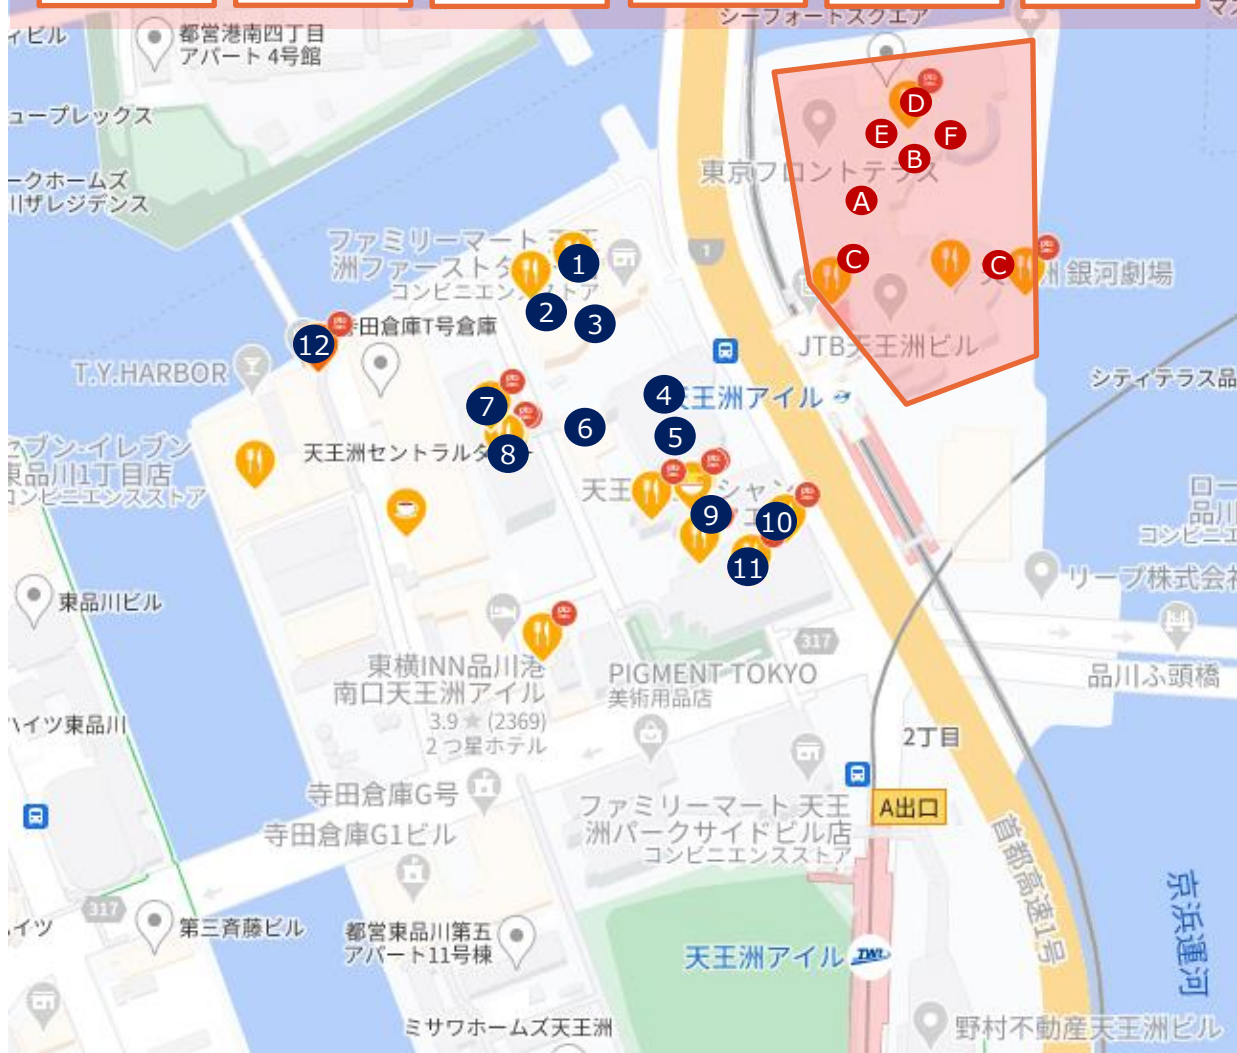 シーフォートスクエア
ィビル
都営港南四丁目
アパート 4号館
ュープレックス
D
E
F
B
東京フロントテラス
ークホームズ
川ザレジデンス
A
ファミリーマート 天王
洲ファーストタ
コンビニエンスストア
1
1
C
C
銀河劇場
2
3
寺田倉庫T号倉庫
12
T.Y.HARBOR
JTB天王洲ビル
シティテラス品
4
天王洲アイル
7
6
5
8
天王洲セントラルタ
セブン-イレブン
東品川1丁目店
コンビニエンスストア
天王
シャン
9
10
11
ロー
品川
コンビニエ
リープ株式会社
東品川ビル
317
東横INN品川港
南口天王洲アイル
3.9 ★ (2369)
2 つ星ホテル
PIGMENT TOKYO
美術用品店
品川ふ頭橋
ハイツ東品川
2丁目
寺田倉庫G号
寺田倉庫G1ビル
ファミリーマート 天王
洲パークサイドビル店
コンビニエンスストア
A出口
首都高速1号
317
ハイツ
第三斉藤ビル
都営東品川第五
アパート11号棟
天王洲アイル
TWR
京浜運河
ミサワホームズ天王洲
野村不動産天王洲ビル